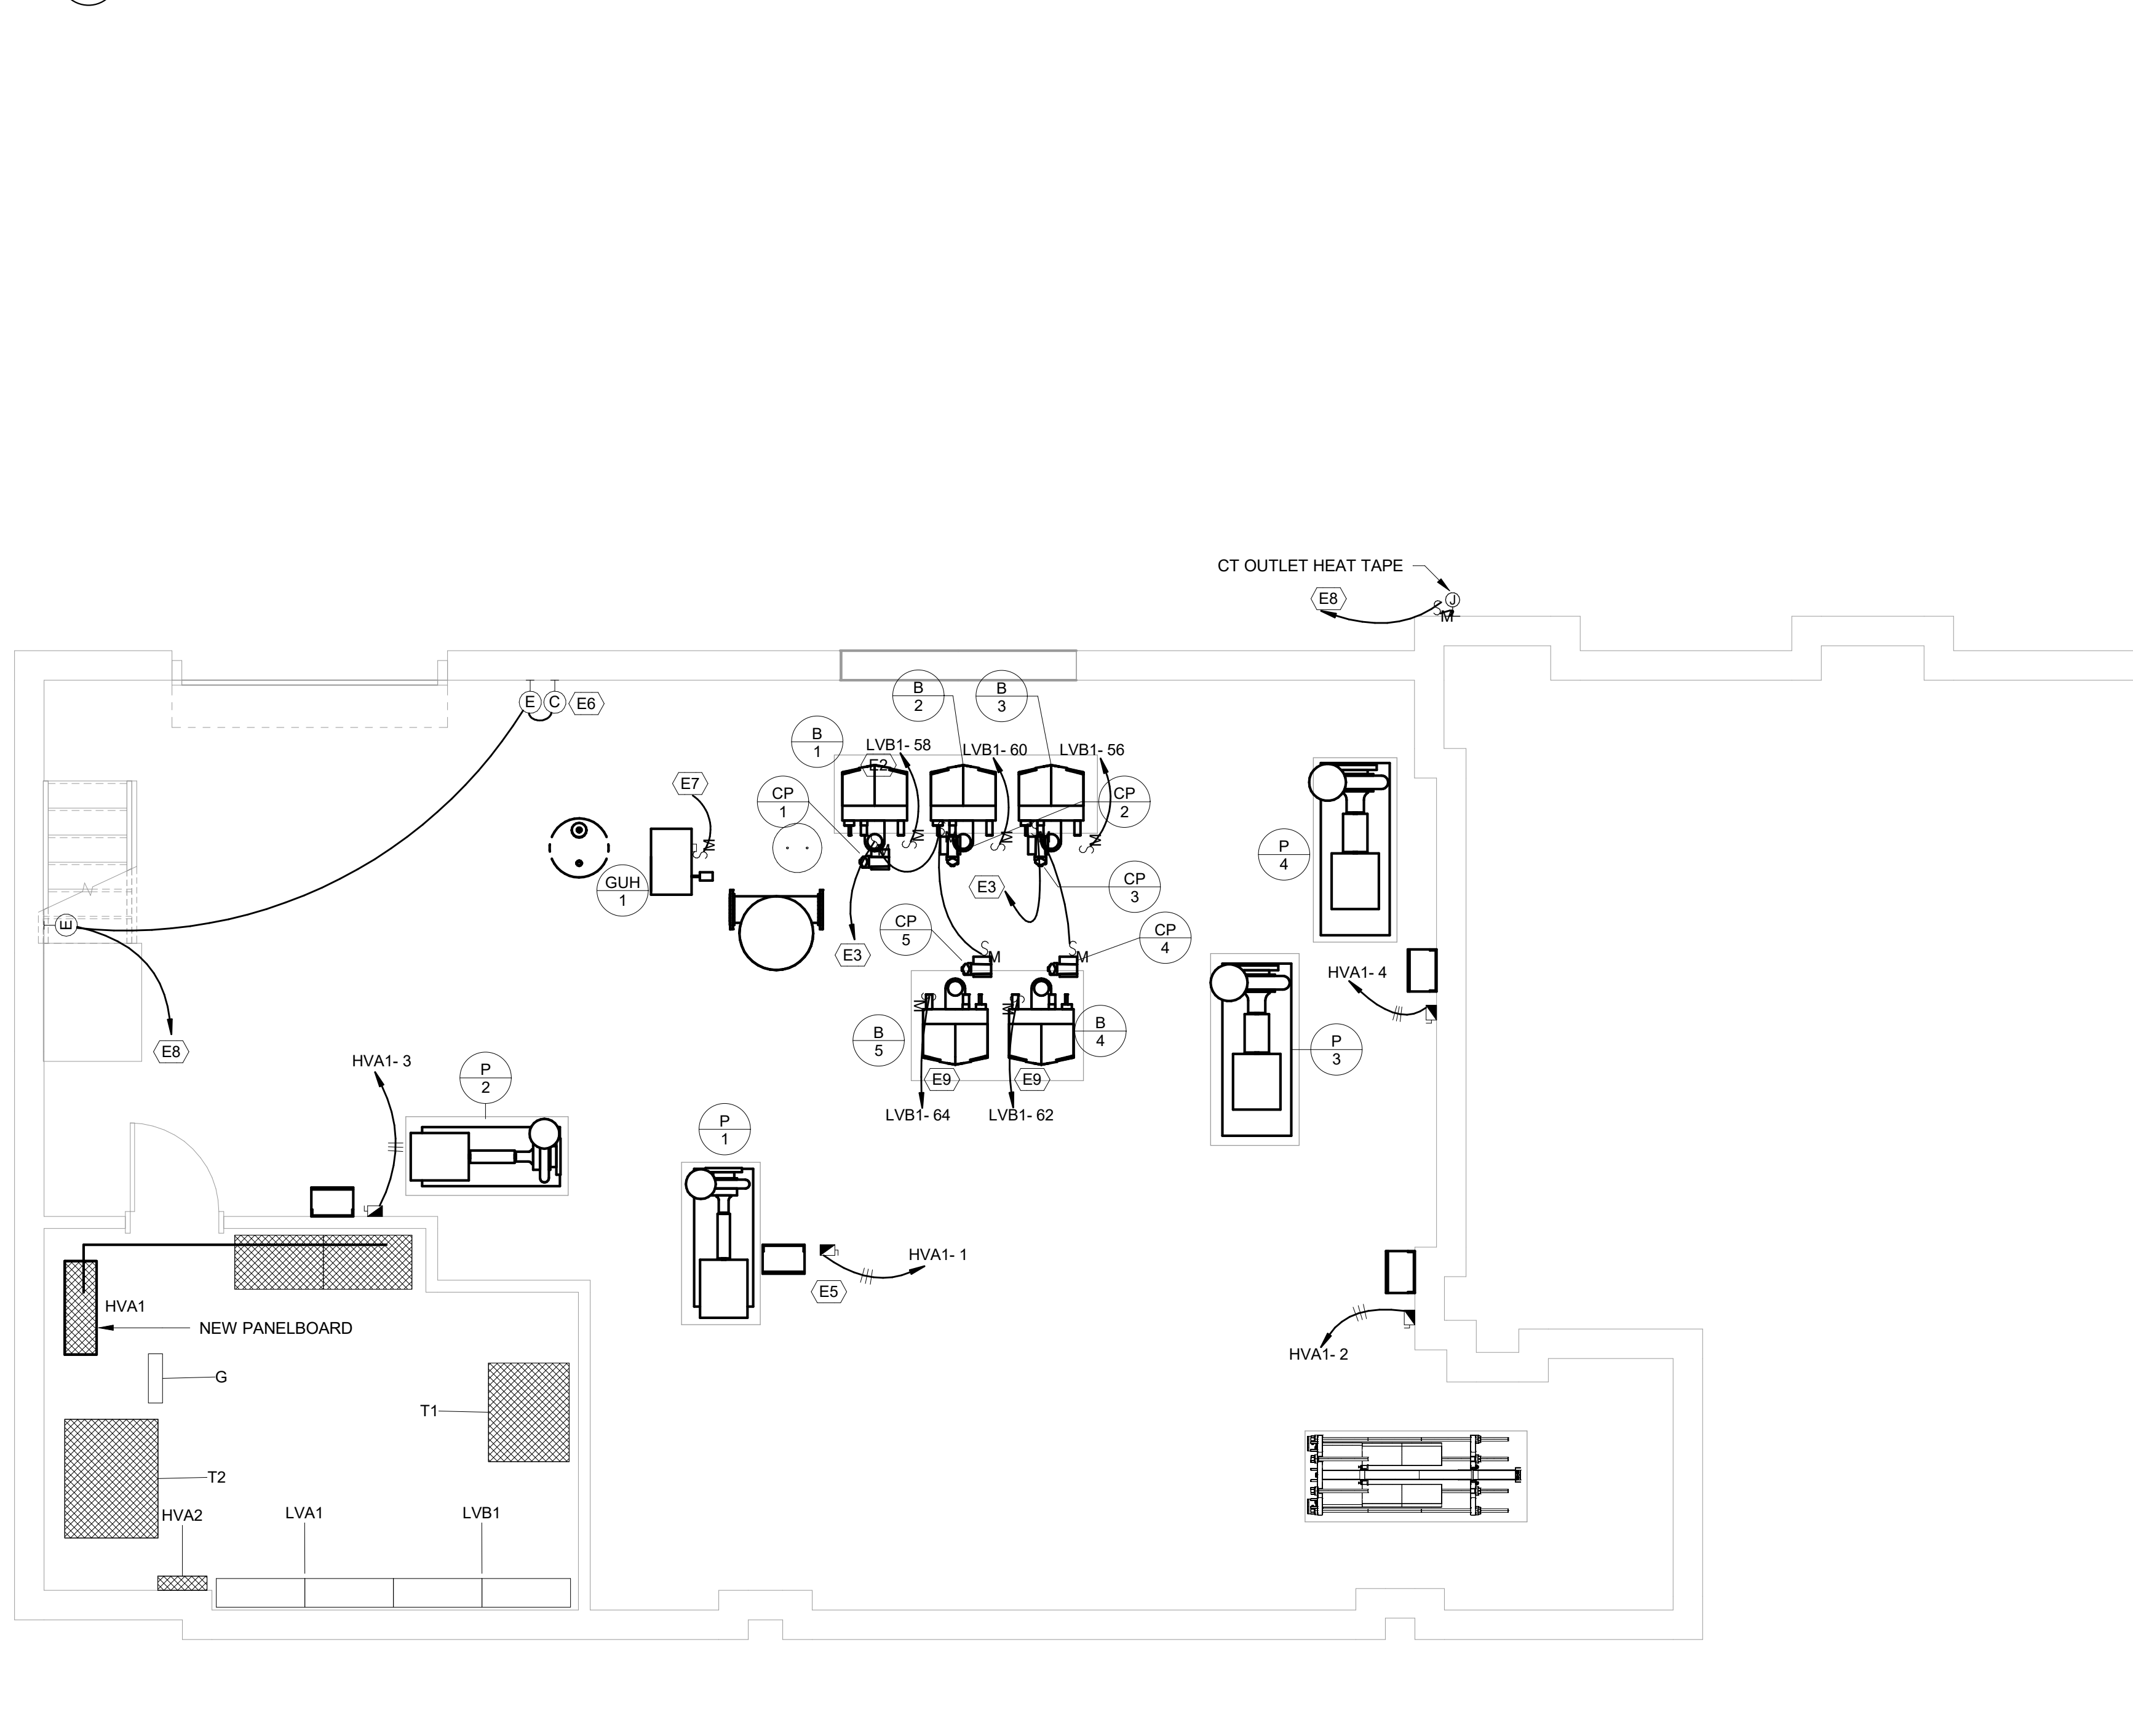 CT OUTLET HEAT TAPE
E8
J
S
M
E
C
E6
B
2
B
3
B
1
LVB1- 58
LVB1- 60
LVB1- 56
E2
E7
CP
1
CP
2
S
M
S
M
S
M
S
M
S
M
M
GUH
1
P
4
E3
CP
3
CP
5
CP
4
E
E3
S
M
S
M
HVA1- 4
S
M
S
M
B
5
B
4
P
3
E8
HVA1- 3
P
2
E9
E9
LVB1- 64
LVB1- 62
P
1
HVA1- 1
E5
HVA1
NEW PANELBOARD
HVA1- 2
G
T1
T2
HVA2
LVA1
LVB1